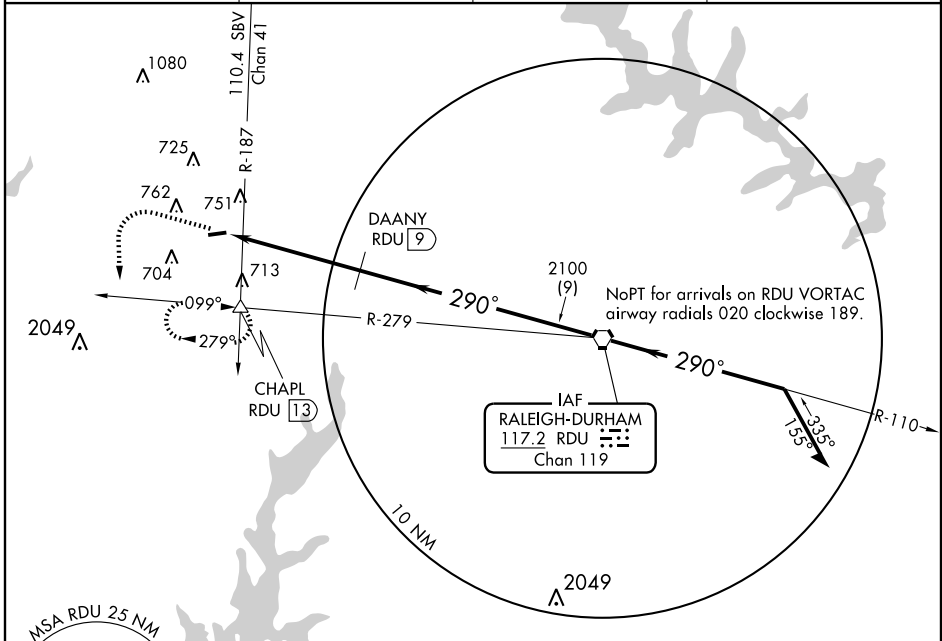 110.4 SBV
Chan 41
R-187
1080
725
762
751
704
713
2049
099°
279°
CHAPL
RDU 13
R-279
DAANY
RDU 9
290°
2100
(9)
NoPT for arrivals on RDU VORTAC
airway radials 020 clockwise 189.
290°
R-110
335°
155°
IAF
RALEIGH-DURHAM
117.2 RDU
Chan 119
10 NM
2049
MSA RDU 25 NM